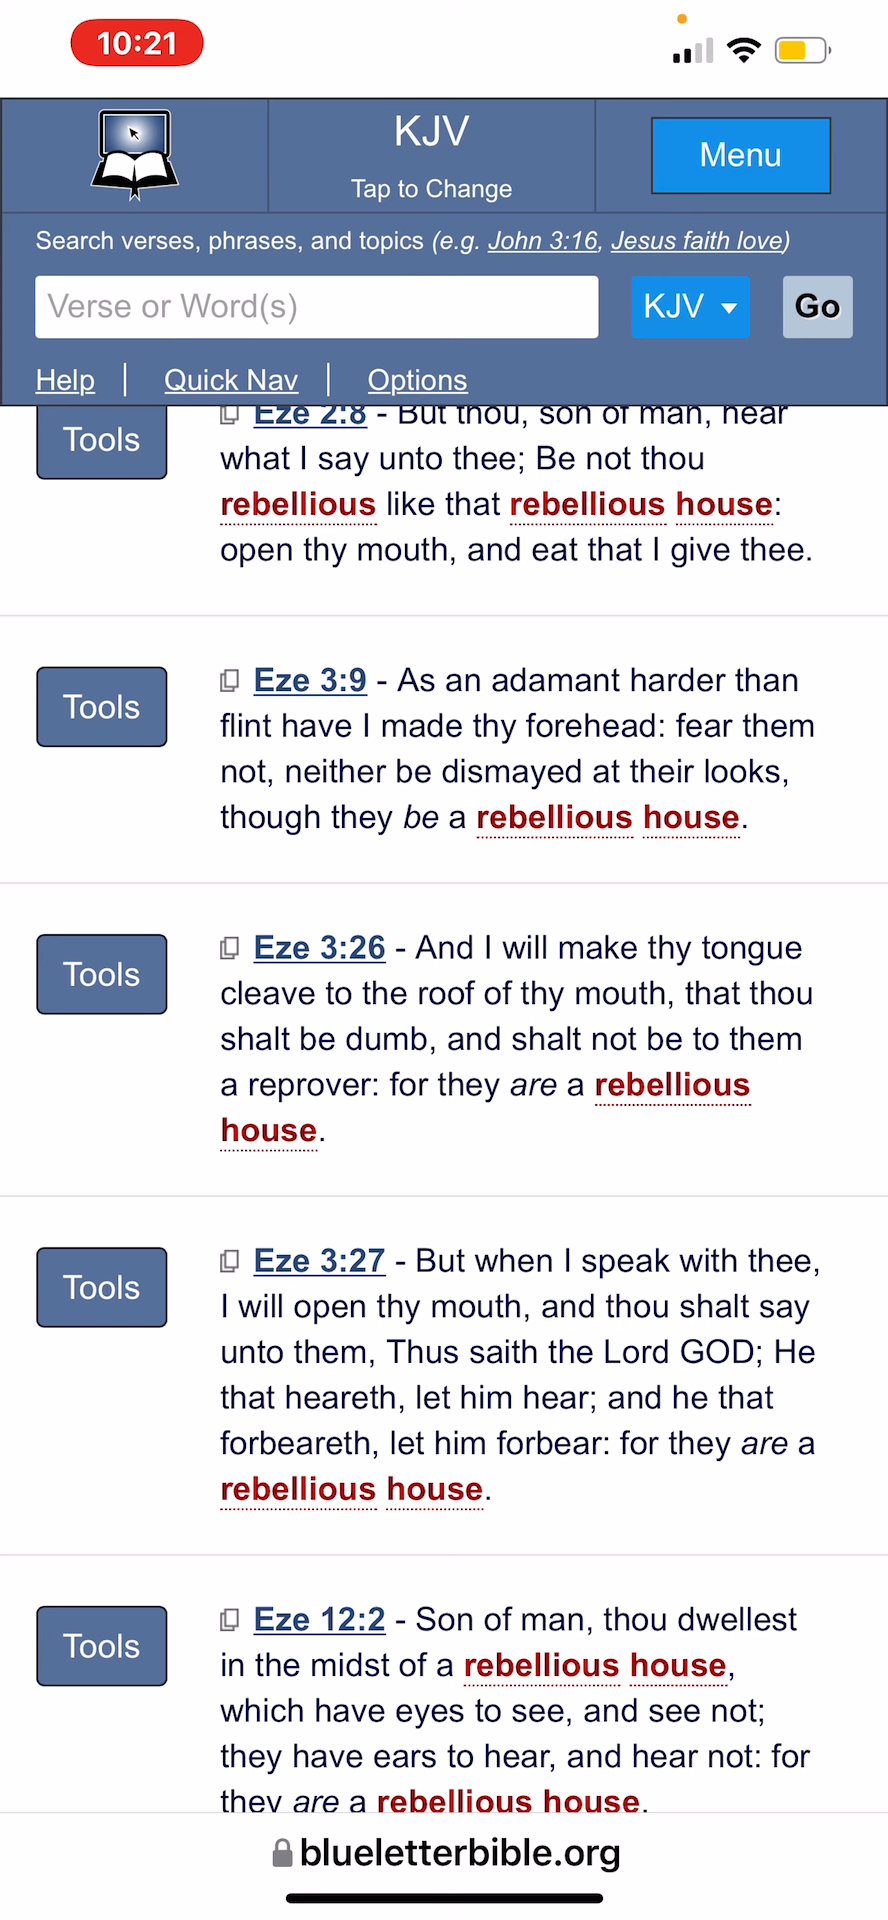 10:21
KJV
Tap to Change
Menu
Search verses, phrases, and topics (e.g. John 3:16, Jesus faith love)
Verse or Word(s)
KJV
Go
Help | Quick Nav | Options
Tools
Eze 2:8 - But thou, son of man, hear
what I say unto thee; Be not thou
rebellious like that rebellious house:
open thy mouth, and eat that I give thee.
Tools
Eze 3:9 - As an adamant harder than
flint have I made thy forehead: fear them
not, neither be dismayed at their looks,
though they be a rebellious house.
Tools
Eze 3:26 - And I will make thy tongue
cleave to the roof of thy mouth, that thou
shalt be dumb, and shalt not be to them
a reprover: for they are a rebellious
house.
Tools
Eze 3:27 - But when I speak with thee,
I will open thy mouth, and thou shalt say
unto them, Thus saith the Lord GOD; He
that heareth, let him hear; and he that
forbeareth, let him forbear: for they are a
rebellious house.
Tools
Eze 12:2 - Son of man, thou dwellest
in the midst of a rebellious house,
which have eyes to see, and see not;
they have ears to hear, and hear not: for
they are a rebellious house.
blueletterbible.org